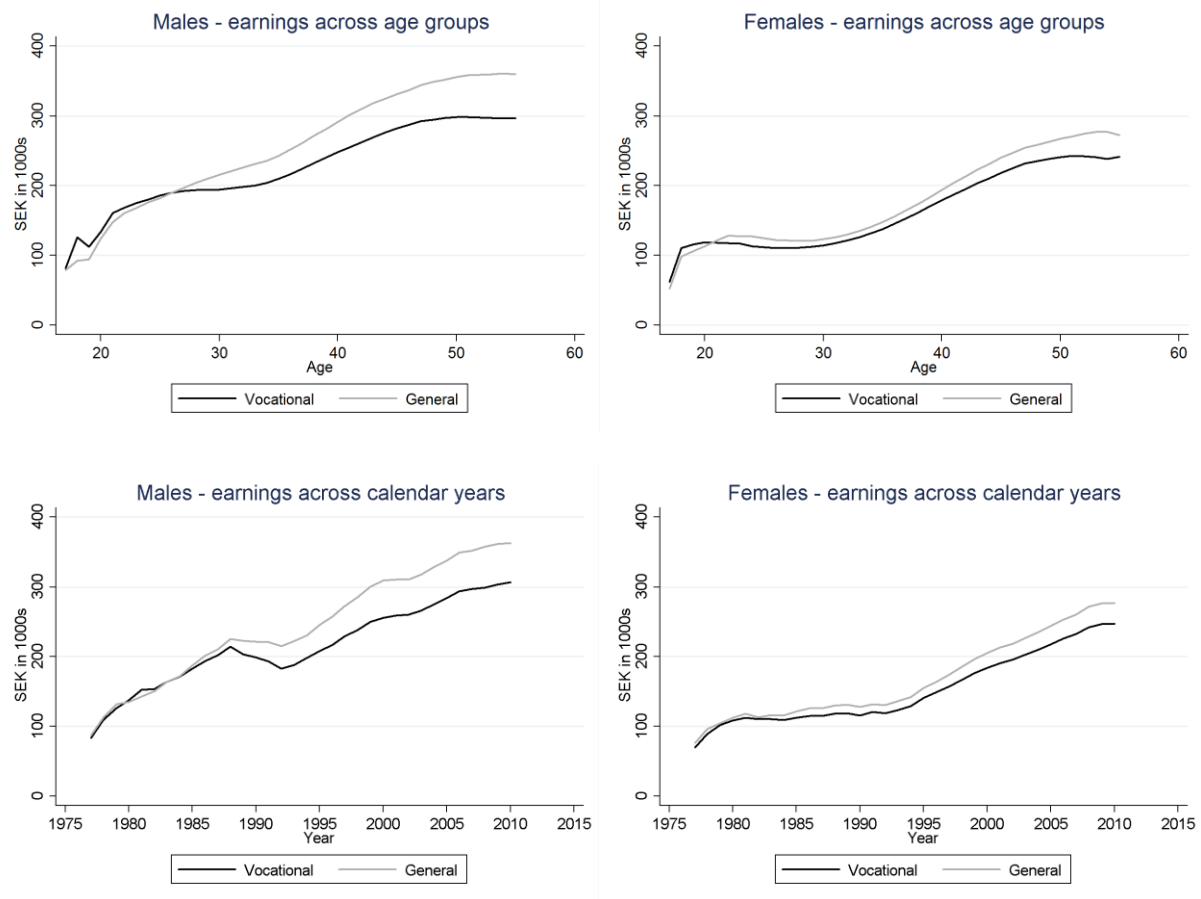 Males - earnings across age groups
SEK in 1000s
400
300
200
100
0
20 30 40 50 60
Age
Vocational General
Females - earnings across age groups
SEK in 1000s
400
300
200
100
0
20 30 40 50 60
Age
Vocational General
Males - earnings across calendar years
SEK in 1000s
400
300
200
100
0
1975 1980 1985 1990 1995 2000 2005 2010 2015
Year
Vocational General
Females - earnings across calendar years
SEK in 1000s
400
300
200
100
0
1975 1980 1985 1990 1995 2000 2005 2010 2015
Year
Vocational General